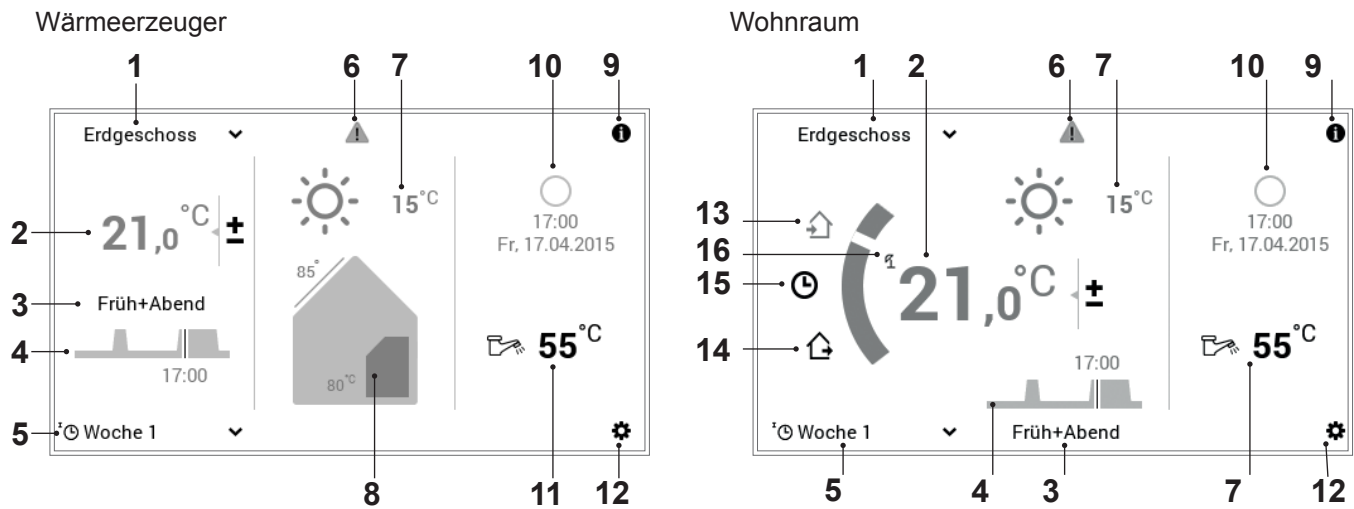 Wärmeerzeuger
1 6 7 10 9
Erdgeschoss
15°C
17:00
Fr, 17.04.2015
2 21,0°C ±
85°
3 Früh+Abend
4
17:00
80°C
55°C
5 Woche 1
8 11 12
Wohnraum
1 2 6 7 10 9
Erdgeschoss
15°C
17:00
Fr, 17.04.2015
13
16
15 21,0°C ±
14
17:00
55°C
Woche 1 Früh+Abend
5 4 3 7 12